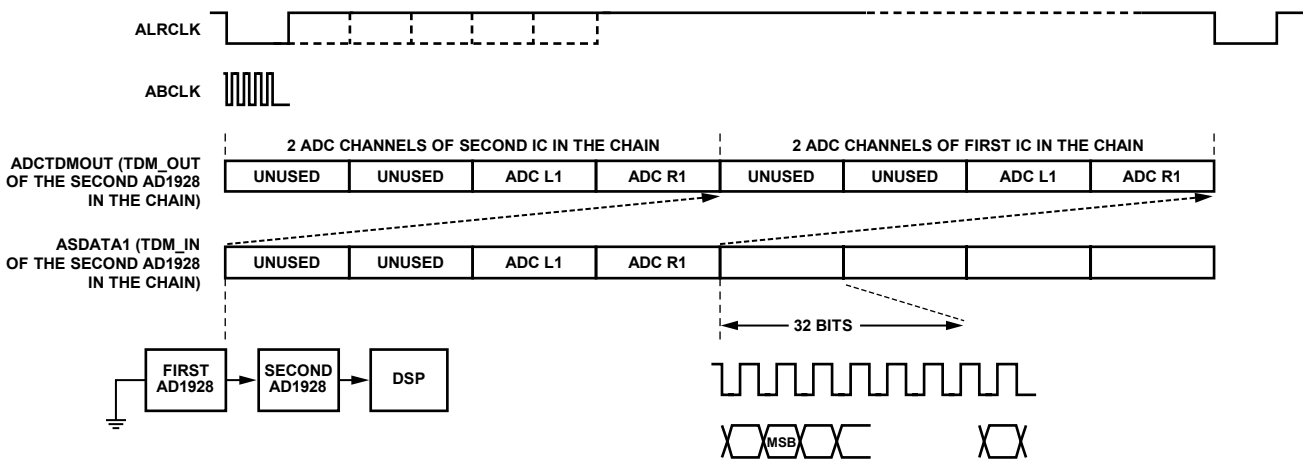 ALRCLK
ABCLK
2 ADC CHANNELS OF SECOND IC IN THE CHAIN
2 ADC CHANNELS OF FIRST IC IN THE CHAIN
ADCTDMOUT (TDM_OUT
OF THE SECOND AD1928
IN THE CHAIN)
UNUSED
UNUSED
ADC L1
ADC R1
UNUSED
UNUSED
ADC L1
ADC R1
ASDATA1 (TDM_IN
OF THE SECOND AD1928
IN THE CHAIN)
UNUSED
UNUSED
ADC L1
ADC R1
32 BITS
FIRST
AD1928
SECOND
AD1928
DSP
MSB